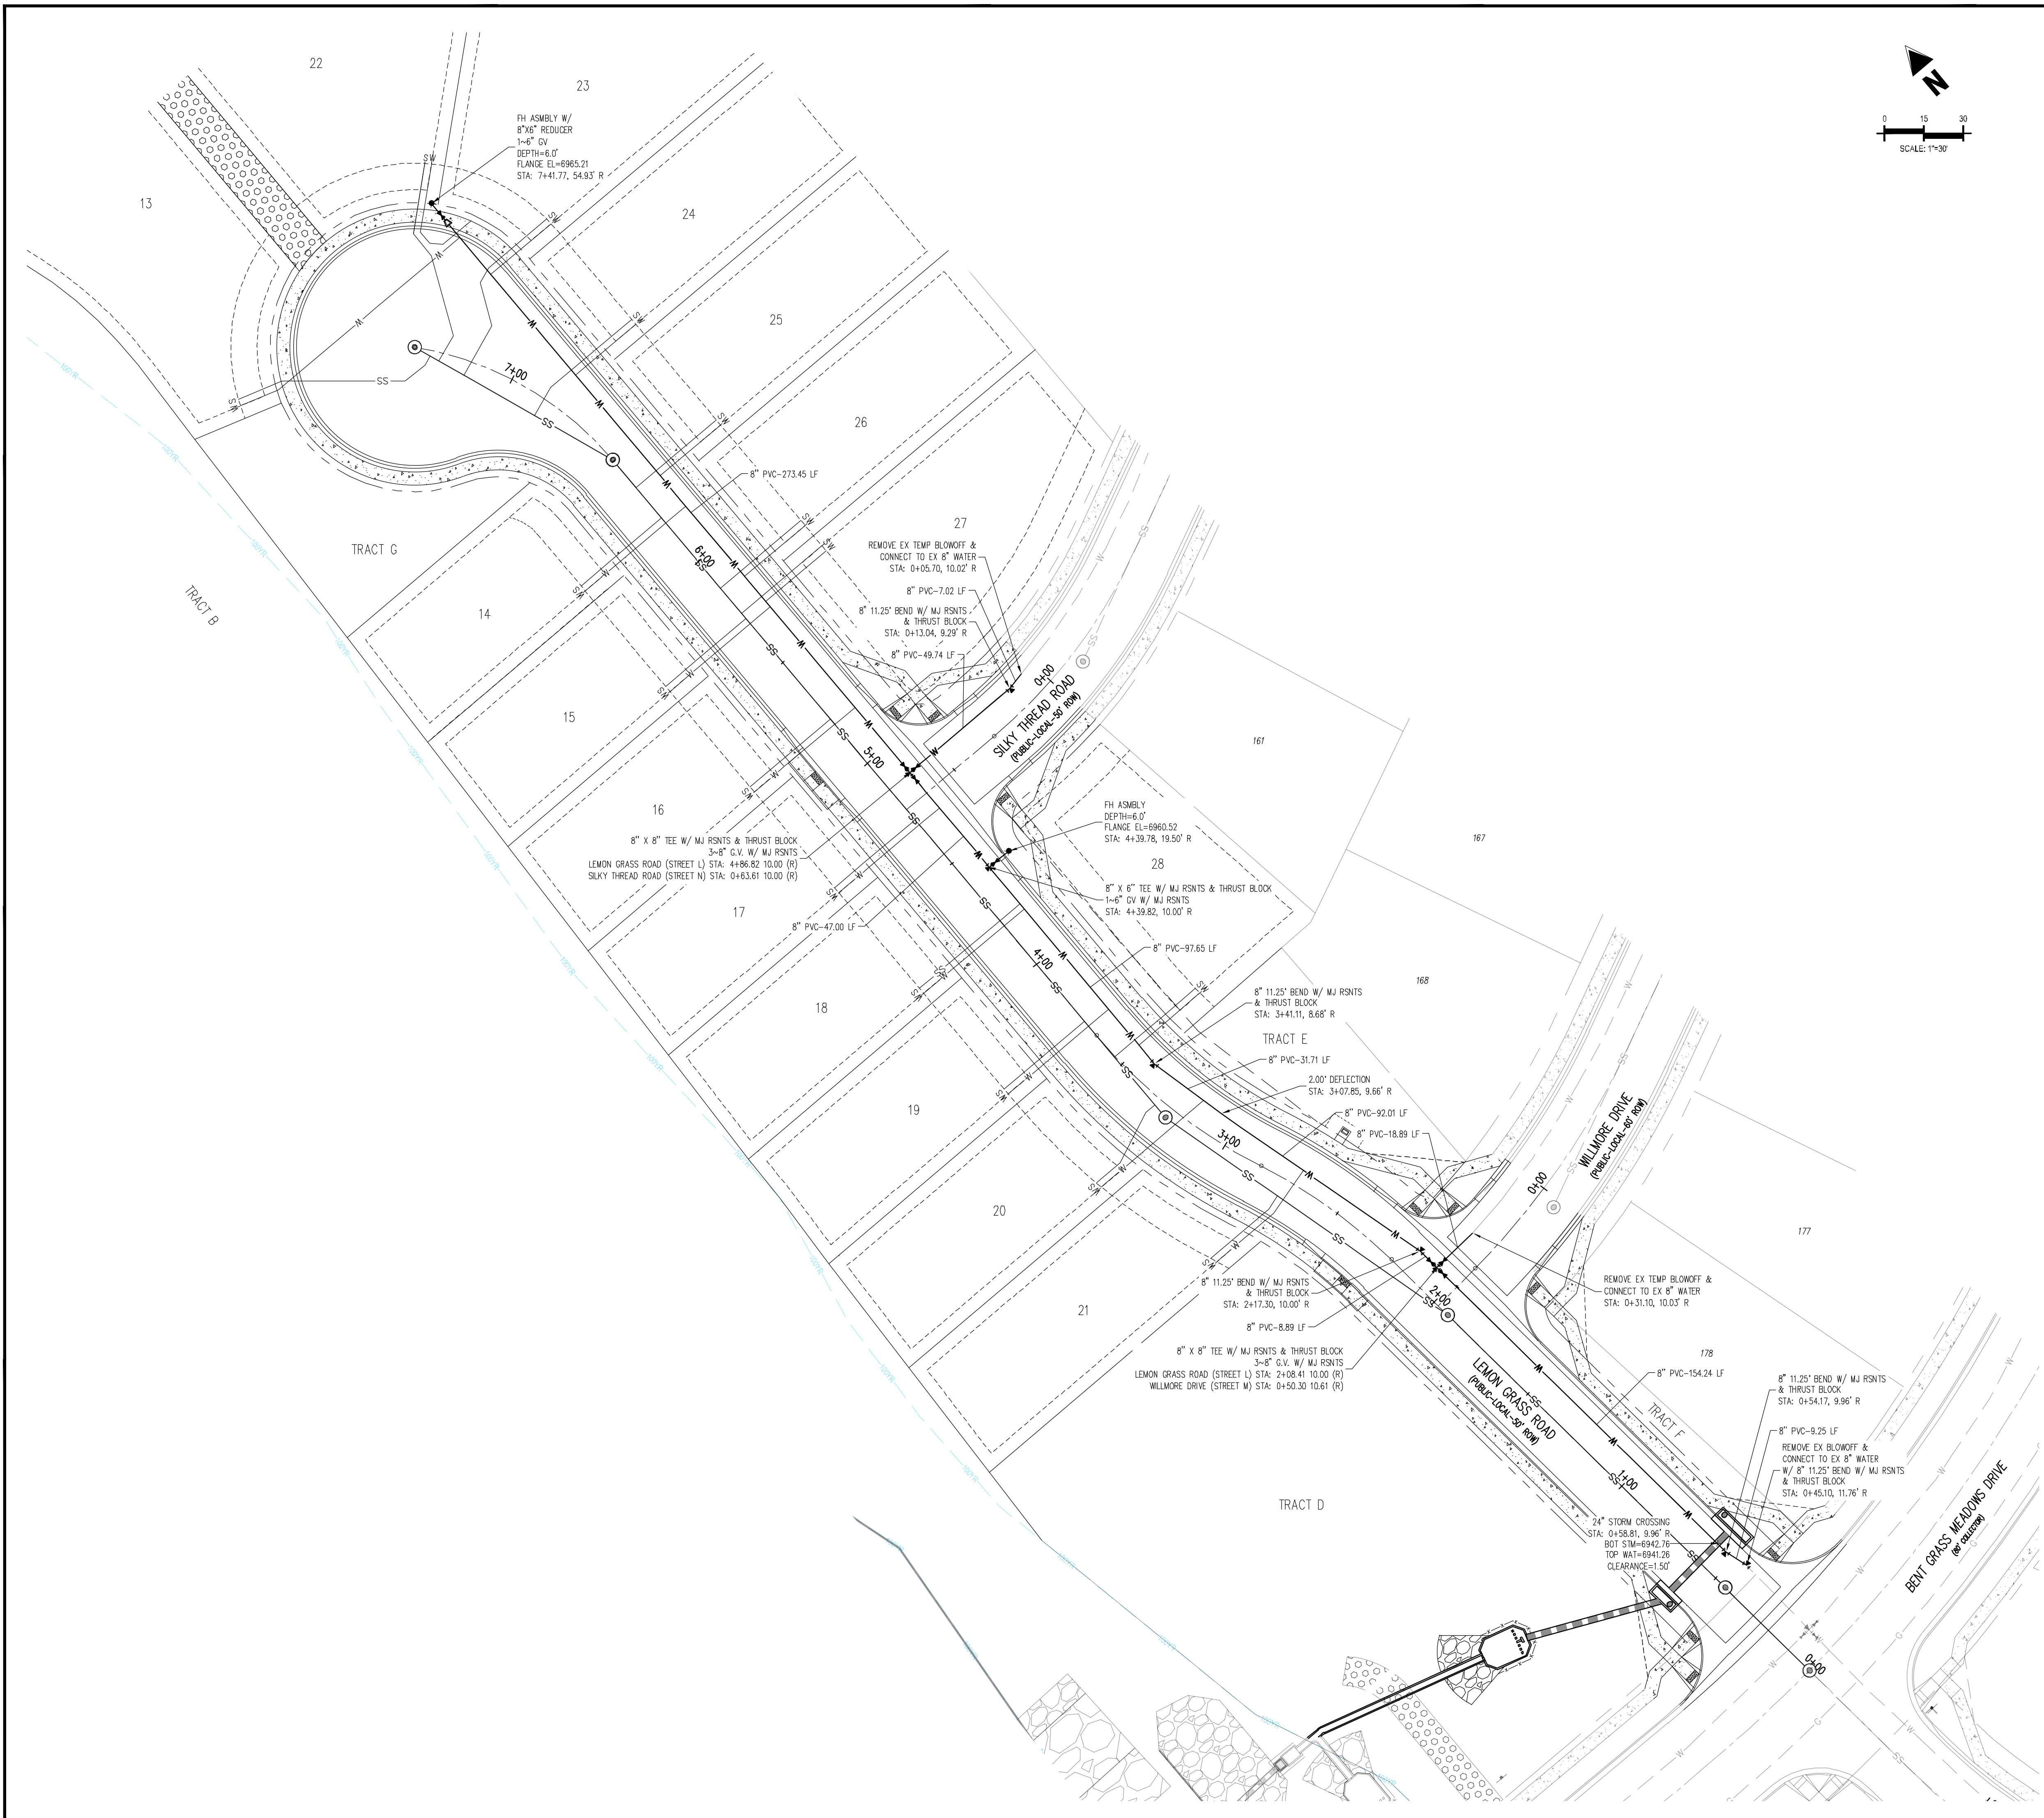 N
0 15 30
SCALE: 1"=30'
22
23
13
FH ASMBLY W/
8"X6" REDUCER
1~6" GV
DEPTH=6.0'
FLANGE EL=6965.21
STA: 7+41.77, 54.93' R
24
25
26
27
7+00
8" PVC-273.45 LF
6+00
TRACT G
TRACT B
14
15
16
17
18
19
20
21
REMOVE EX TEMP BLOWOFF &
CONNECT TO EX 8" WATER
STA: 0+05.70, 10.02' R
8" PVC-7.02 LF
8" 11.25° BEND W/ MJ RSNTS
& THRUST BLOCK
STA: 0+13.04, 9.29' R
8" PVC-49.74 LF
0+00
SILKY THREAD ROAD
(PUBLIC-LOCAL-50' ROW)
5+00
161
167
168
28
FH ASMBLY
DEPTH=6.0'
FLANGE EL=6960.52
STA: 4+39.78, 19.50' R
8" X 8" TEE W/ MJ RSNTS & THRUST BLOCK
3~8" G.V. W/ MJ RSNTS
LEMON GRASS ROAD (STREET L) STA: 4+86.82 10.00 (R)
SILKY THREAD ROAD (STREET N) STA: 0+63.61 10.00 (R)
8" X 6" TEE W/ MJ RSNTS & THRUST BLOCK
1~6" GV W/ MJ RSNTS
STA: 4+39.82, 10.00' R
8" PVC-47.00 LF
8" PVC-97.65 LF
4+00
8" 11.25° BEND W/ MJ RSNTS
& THRUST BLOCK
STA: 3+41.11, 8.68' R
TRACT E
8" PVC-31.71 LF
2.00° DEFLECTION
STA: 3+07.85, 9.66' R
8" PVC-92.01 LF
8" PVC-18.89 LF
3+00
WILLMORE DRIVE
(PUBLIC-LOCAL-60' ROW)
0+00
177
178
REMOVE EX TEMP BLOWOFF &
CONNECT TO EX 8" WATER
STA: 0+31.10, 10.03' R
8" 11.25° BEND W/ MJ RSNTS
& THRUST BLOCK
STA: 2+17.30, 10.00' R
8" PVC-8.89 LF
2+00
8" X 8" TEE W/ MJ RSNTS & THRUST BLOCK
3~8" G.V. W/ MJ RSNTS
LEMON GRASS ROAD (STREET L) STA: 2+08.41 10.00 (R)
WILLMORE DRIVE (STREET M) STA: 0+50.30 10.61 (R)
LEMON GRASS ROAD
(PUBLIC-LOCAL-50' ROW)
8" PVC-154.24 LF
TRACT F
8" 11.25° BEND W/ MJ RSNTS
& THRUST BLOCK
STA: 0+54.17, 9.96' R
8" PVC-9.25 LF
REMOVE EX BLOWOFF &
CONNECT TO EX 8" WATER
W/ 8" 11.25° BEND W/ MJ RSNTS
& THRUST BLOCK
STA: 0+45.10, 11.76' R
1+00
TRACT D
24" STORM CROSSING
STA: 0+58.81, 9.96' R
BOT STM=6942.76
TOP WAT=6941.26
CLEARANCE=1.50'
BENT GRASS MEADOWS DRIVE
(80' COLLECTOR)
0+00
100YR
SS
W
SW
G